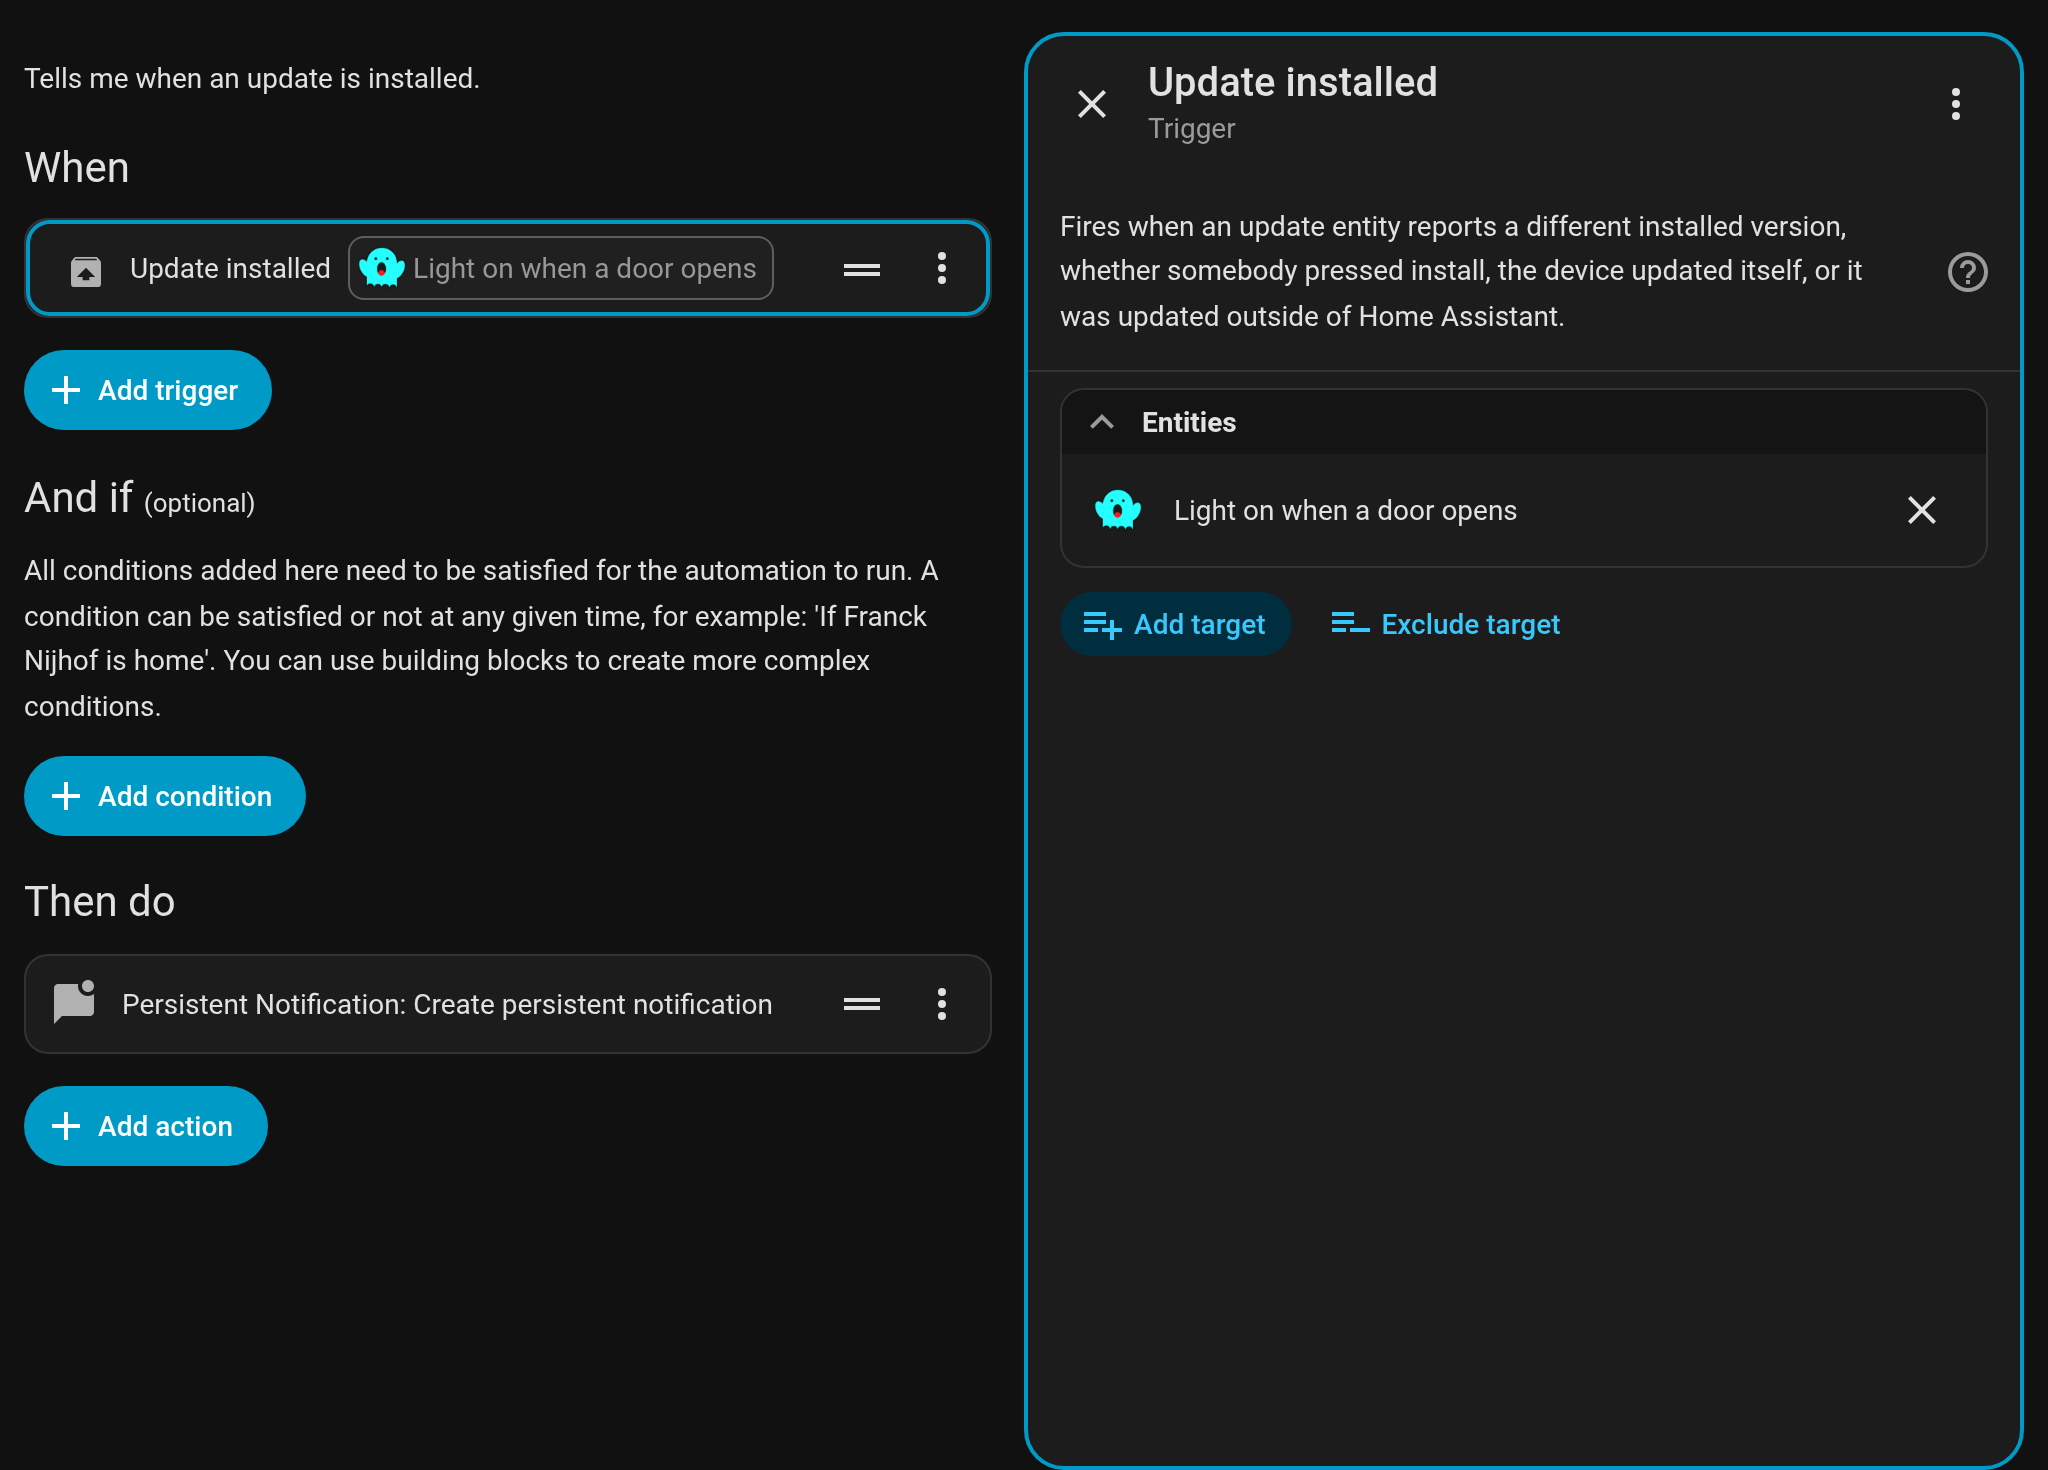 Tells me when an update is installed.
When
Update installed Light on when a door opens
Add trigger
And if (optional)
All conditions added here need to be satisfied for the automation to run. A
condition can be satisfied or not at any given time, for example: 'If Franck
Nijhof is home'. You can use building blocks to create more complex
conditions.
Add condition
Then do
Persistent Notification: Create persistent notification
Add action
Update installed
Trigger
Fires when an update entity reports a different installed version,
whether somebody pressed install, the device updated itself, or it
was updated outside of Home Assistant.
Entities
Light on when a door opens
Add target Exclude target